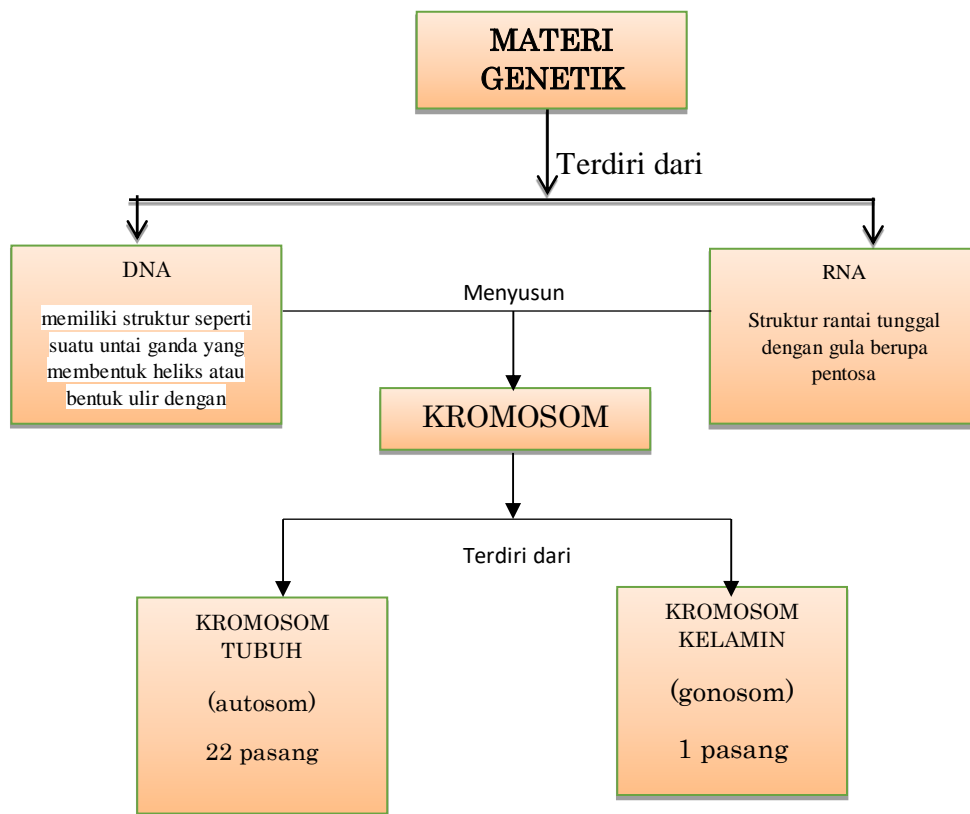 MATERI
GENETIK
Terdiri dari
DNA
memiliki struktur seperti
suatu untai ganda yang
membentuk heliks atau
bentuk ulir dengan
Menyusun
RNA
Struktur rantai tunggal
dengan gula berupa
pentosa
KROMOSOM
Terdiri dari
KROMOSOM
TUBUH
(autosom)
22 pasang
KROMOSOM
KELAMIN
(gonosom)
1 pasang